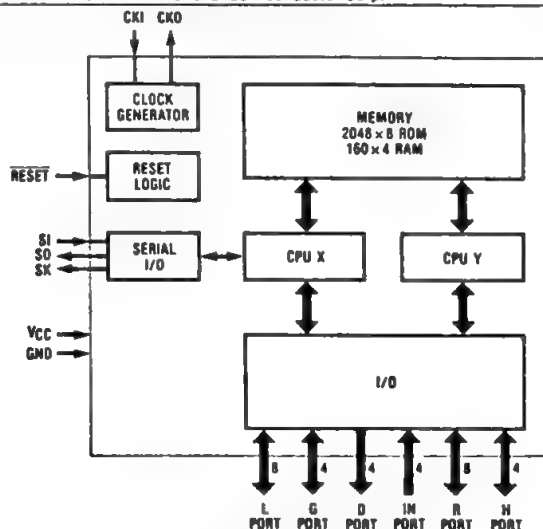 CKI CKO
CLOCK
GENERATOR
MEMORY
2048 × 8 ROM
160 × 4 RAM
RESET
RESET
LOGIC
SI
SO
SK
SERIAL
I/O
CPU X
CPU Y
VCC
GND
I/O
8 4 4 4 8 4
L
PORT
G
PORT
D
PORT
IN
PORT
R
PORT
H
PORT